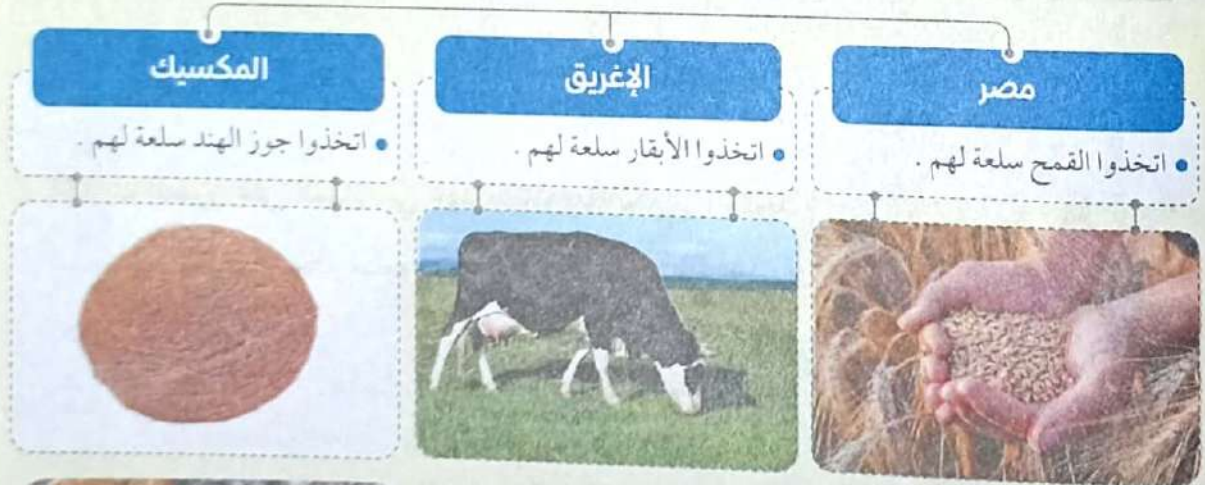 مصر
• اتخذوا القمح سلعة لهم .
الإغريق
• اتخذوا الأبقار سلعة لهم .
المكسيك
• اتخذوا جوز الهند سلعة لهم .